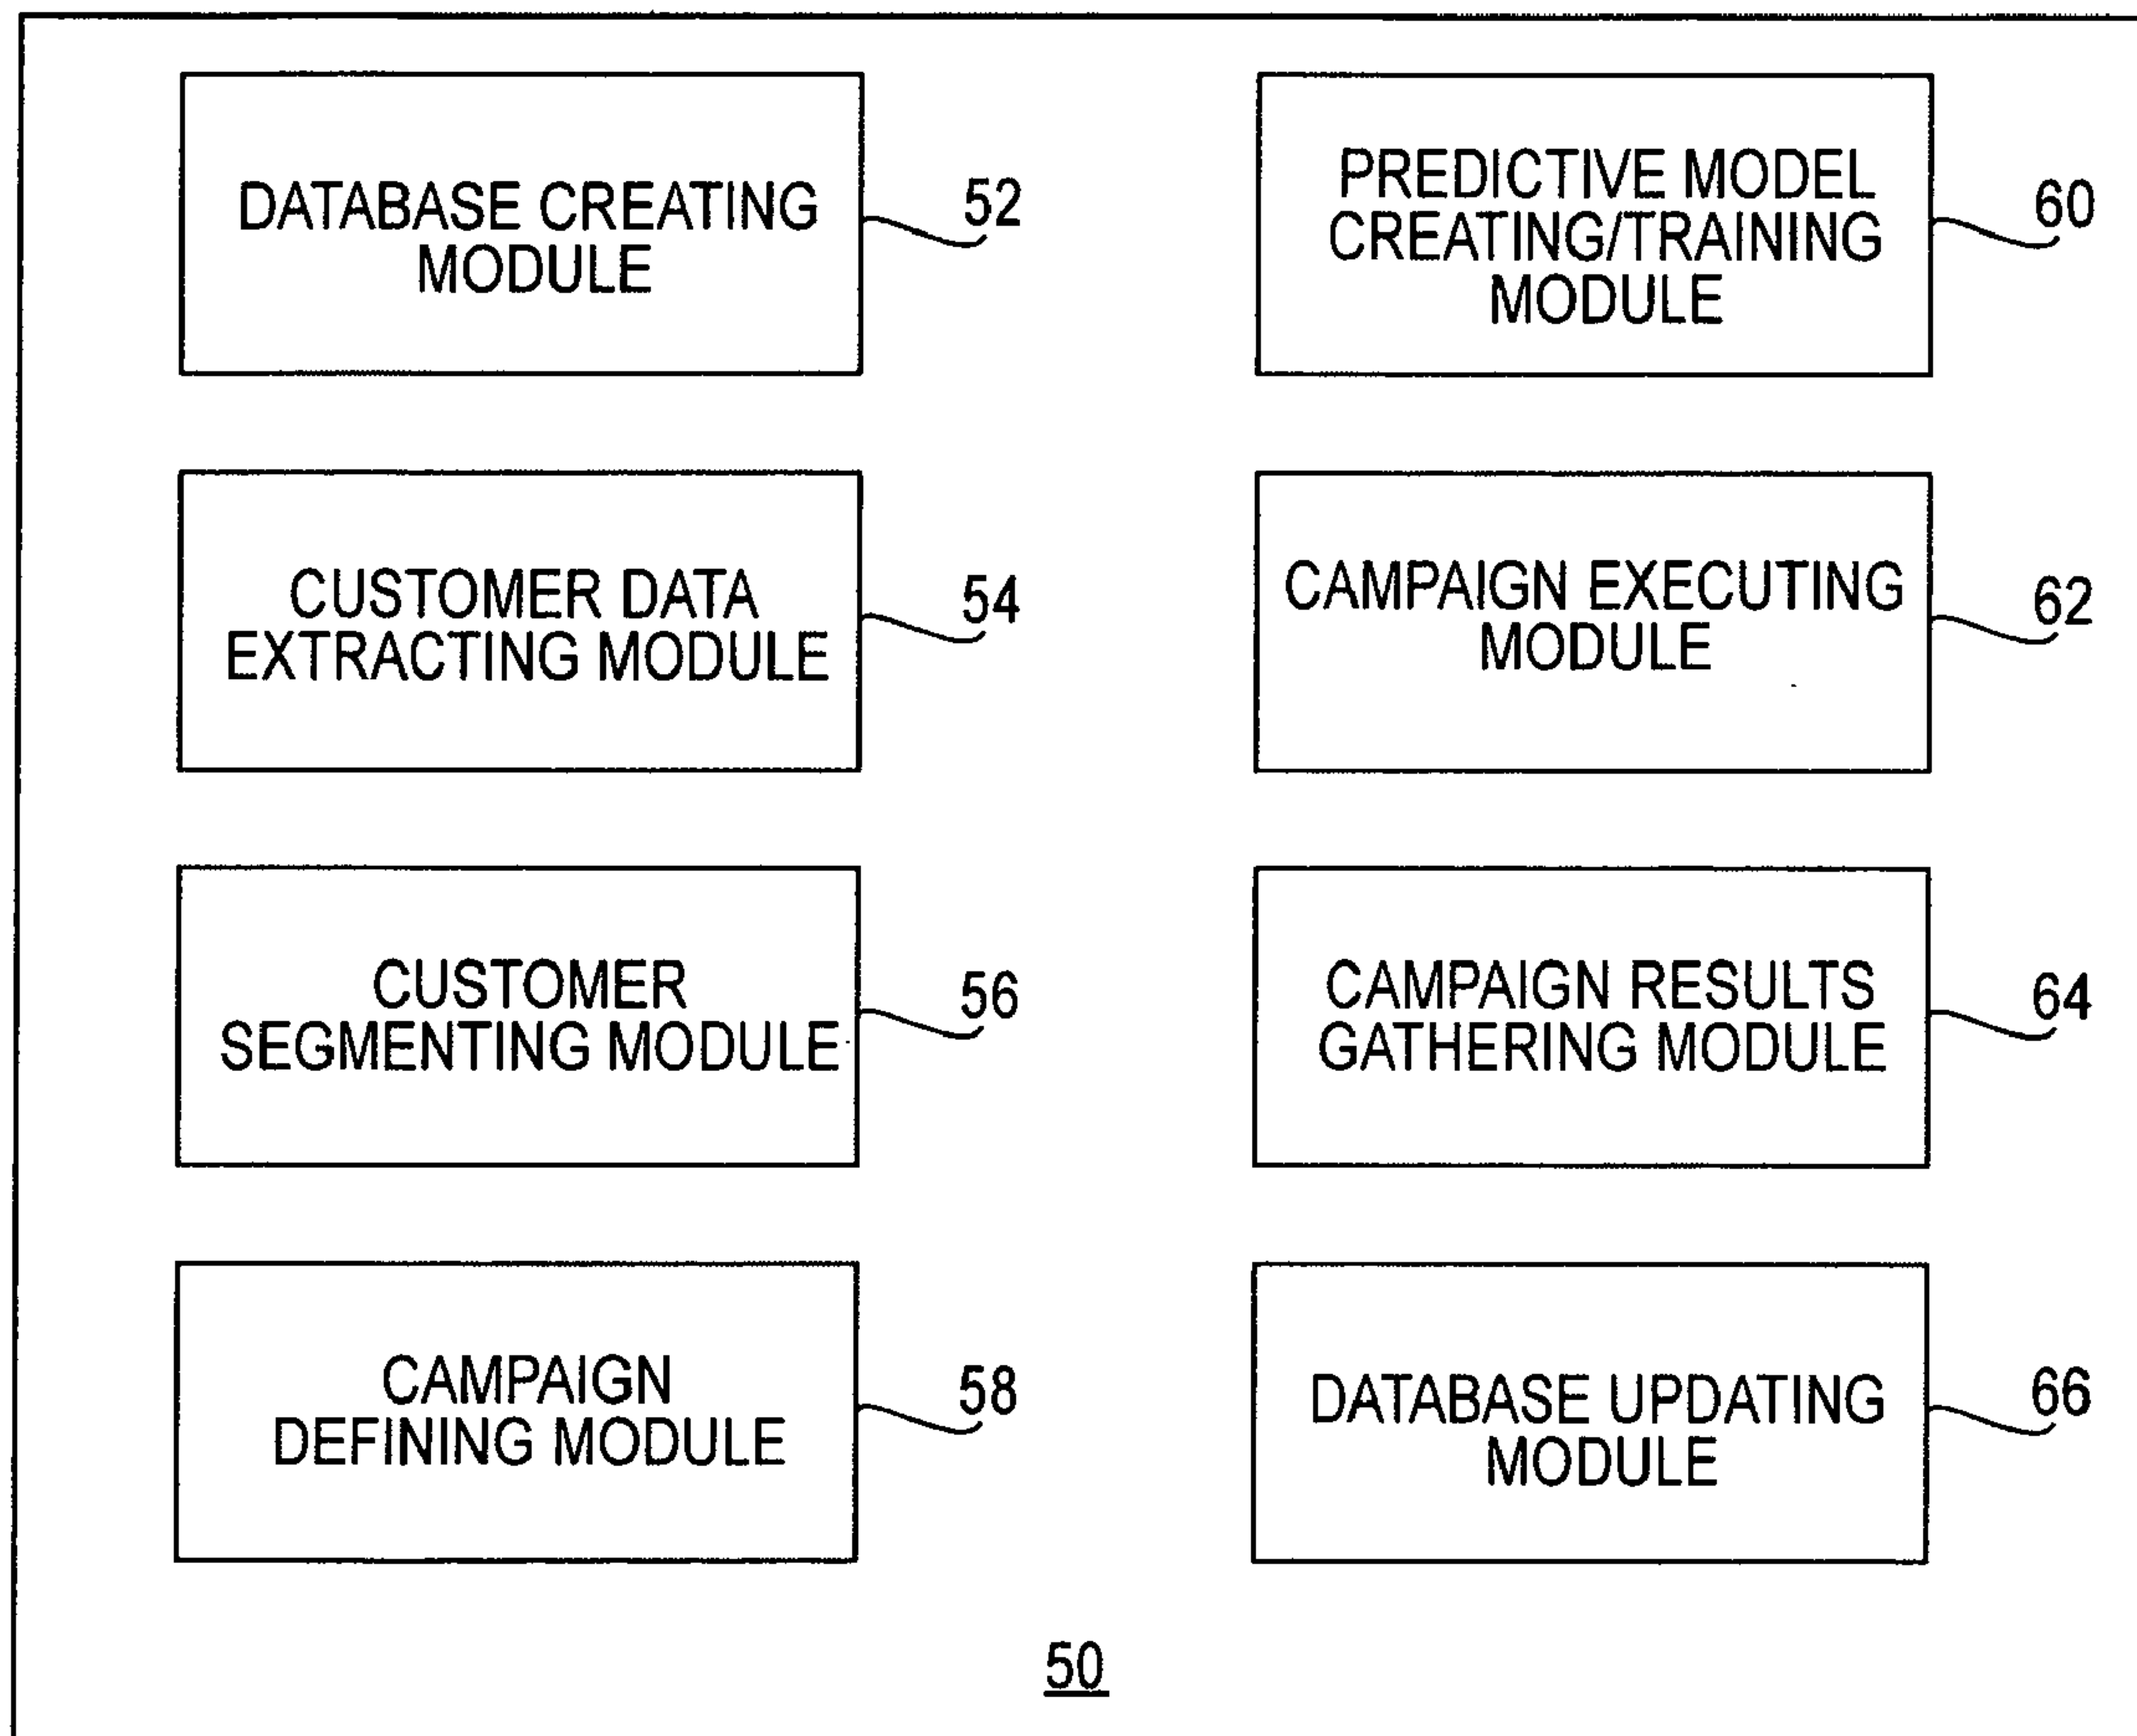 DATABASE CREATING
MODULE
52
CUSTOMER DATA
EXTRACTING MODULE
54
CUSTOMER
SEGMENTING MODULE
56
CAMPAIGN
DEFINING MODULE
58
PREDICTIVE MODEL
CREATING/TRAINING
MODULE
60
CAMPAIGN EXECUTING
MODULE
62
CAMPAIGN RESULTS
GATHERING MODULE
64
DATABASE UPDATING
MODULE
66
50